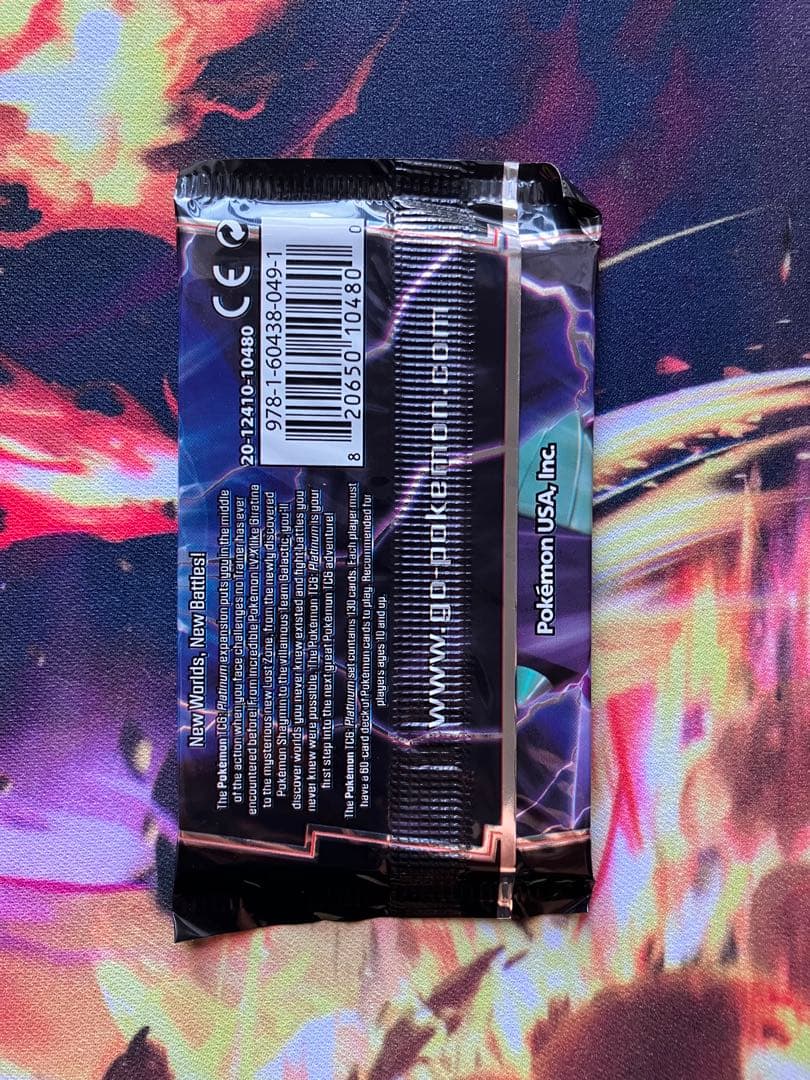 New Worlds, New Battles!
The Pokémon TCG: Platinum expansion puts you in the middle
of the action when you face challenges no Trainer has ever
encountered before! From incredible Pokémon LV.X like Giratina
to the mysterious new Lost Zone, from the newly discovered
Pokémon Shaymin to the villainous Team Galactic, you'll
discover worlds you never knew existed and fight battles you
never knew were possible. The Pokémon TCG: Platinum is your
first step into the next great Pokémon TCG adventure!
The Pokémon TCG: Platinum set contains 130 cards. Each player must
have a 60-card deck of Pokémon cards to play. Recommended for
players ages 10 and up.
CE
20-12410-10480
978-1-60438-049-1
8 20650 10480 0
www.go-pokemon.com
Pokémon USA, Inc.